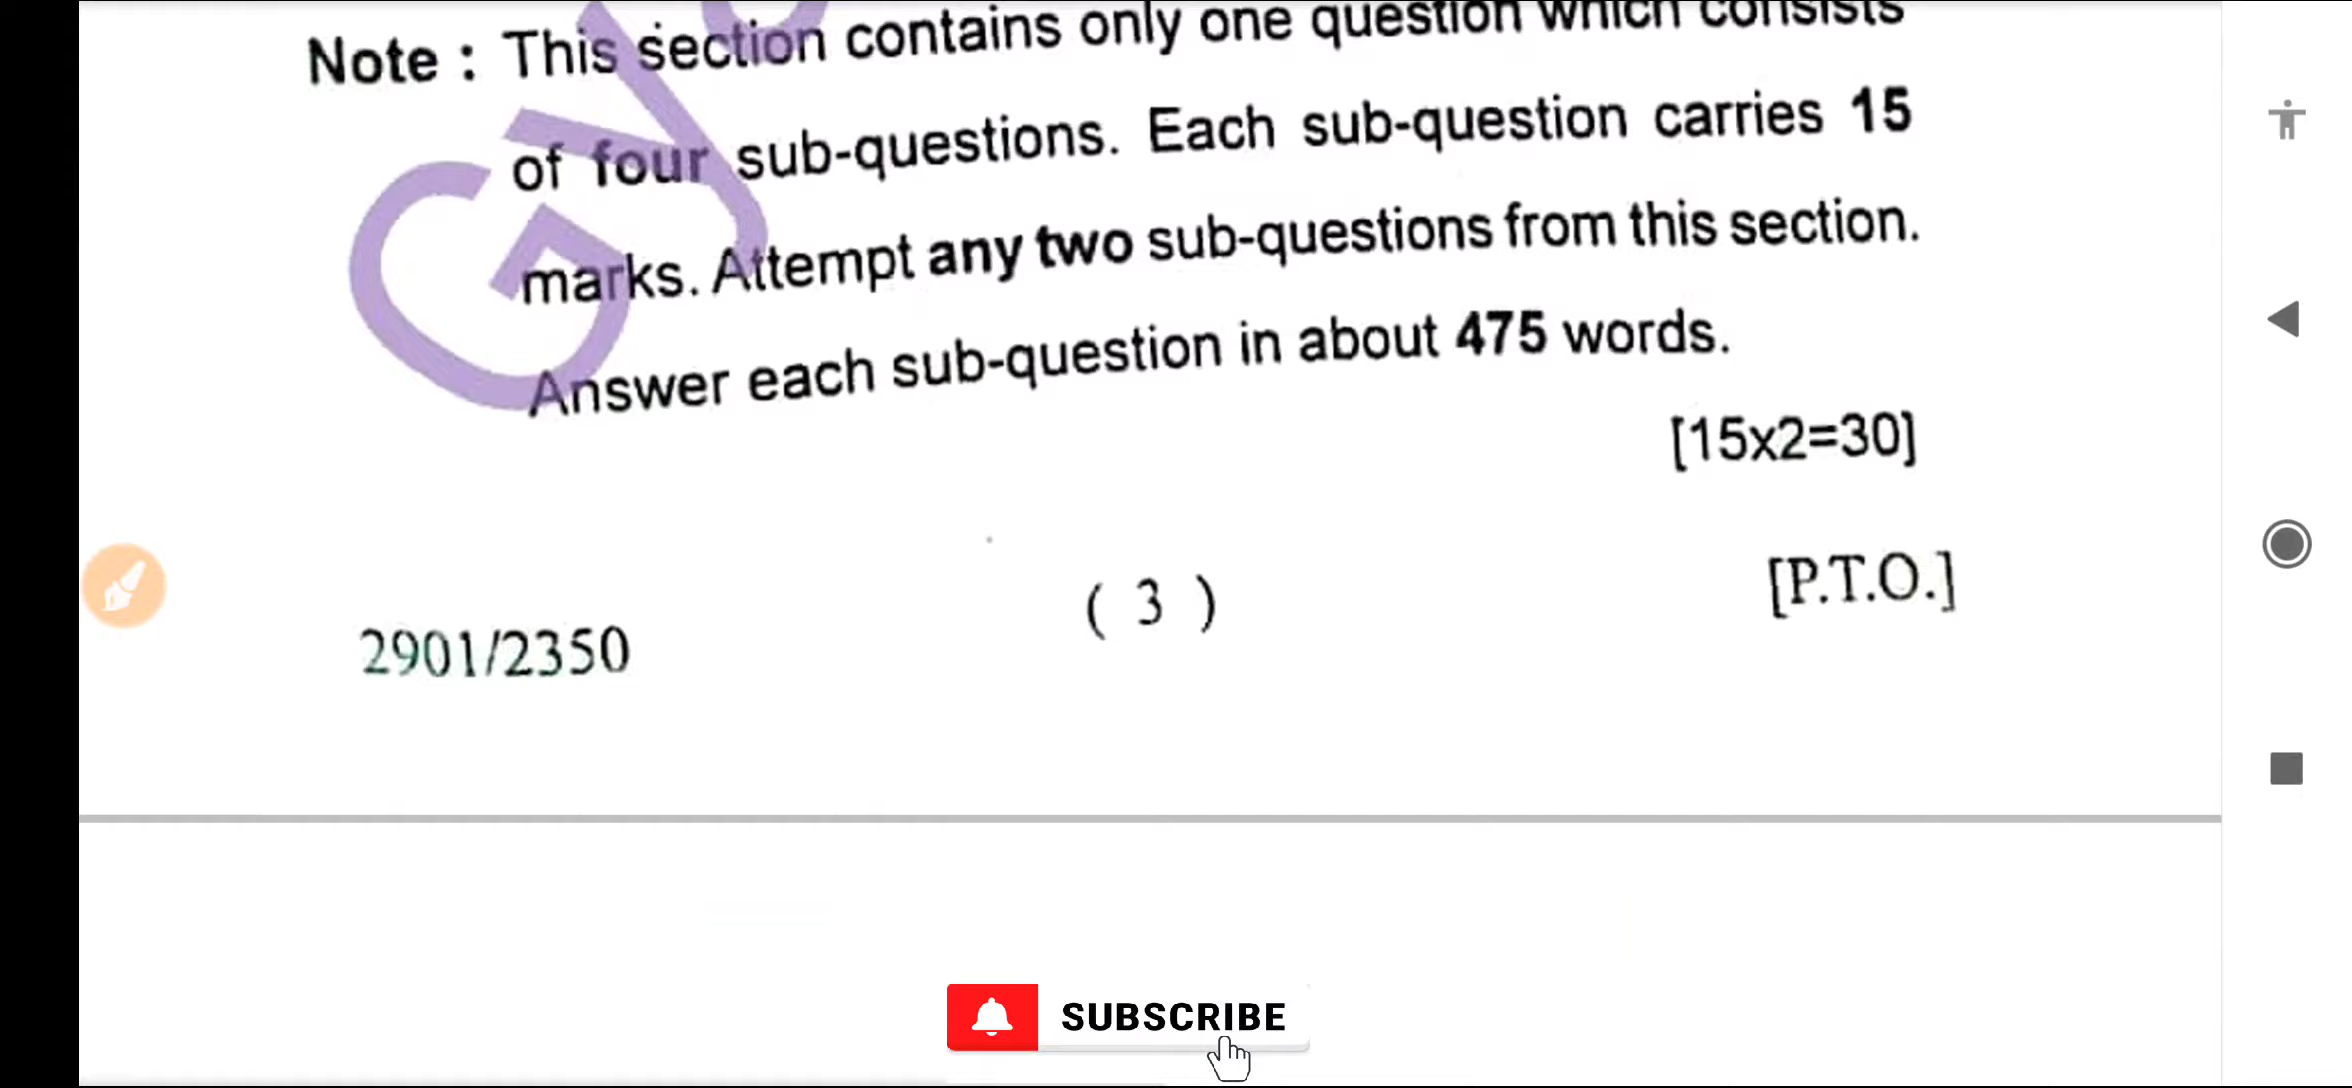 Note : This section contains only one question which consists
of four sub-questions. Each sub-question carries 15
marks. Attempt any two sub-questions from this section.
Answer each sub-question in about 475 words.
[15x2=30]
2901/2350
( 3 )
[P.T.O.]
SUBSCRIBE